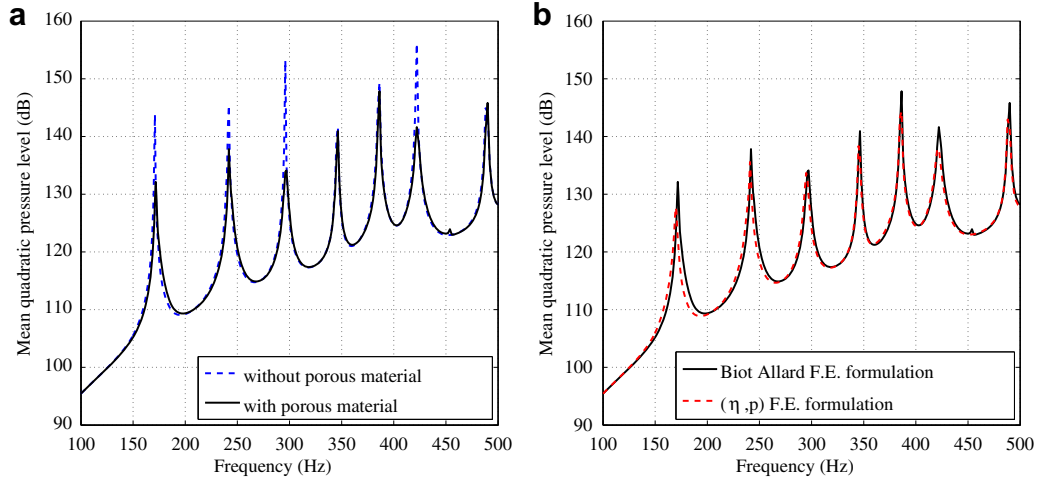 a
160
150
140
130
120
110
100
90
Mean quadratic pressure level (dB)
without porous material
with porous material
100 150 200 250 300 350 400 450 500
Frequency (Hz)
b
160
150
140
130
120
110
100
90
Mean quadratic pressure level (dB)
Biot Allard F.E. formulation
(η,p) F.E. formulation
100 150 200 250 300 350 400 450 500
Frequency (Hz)